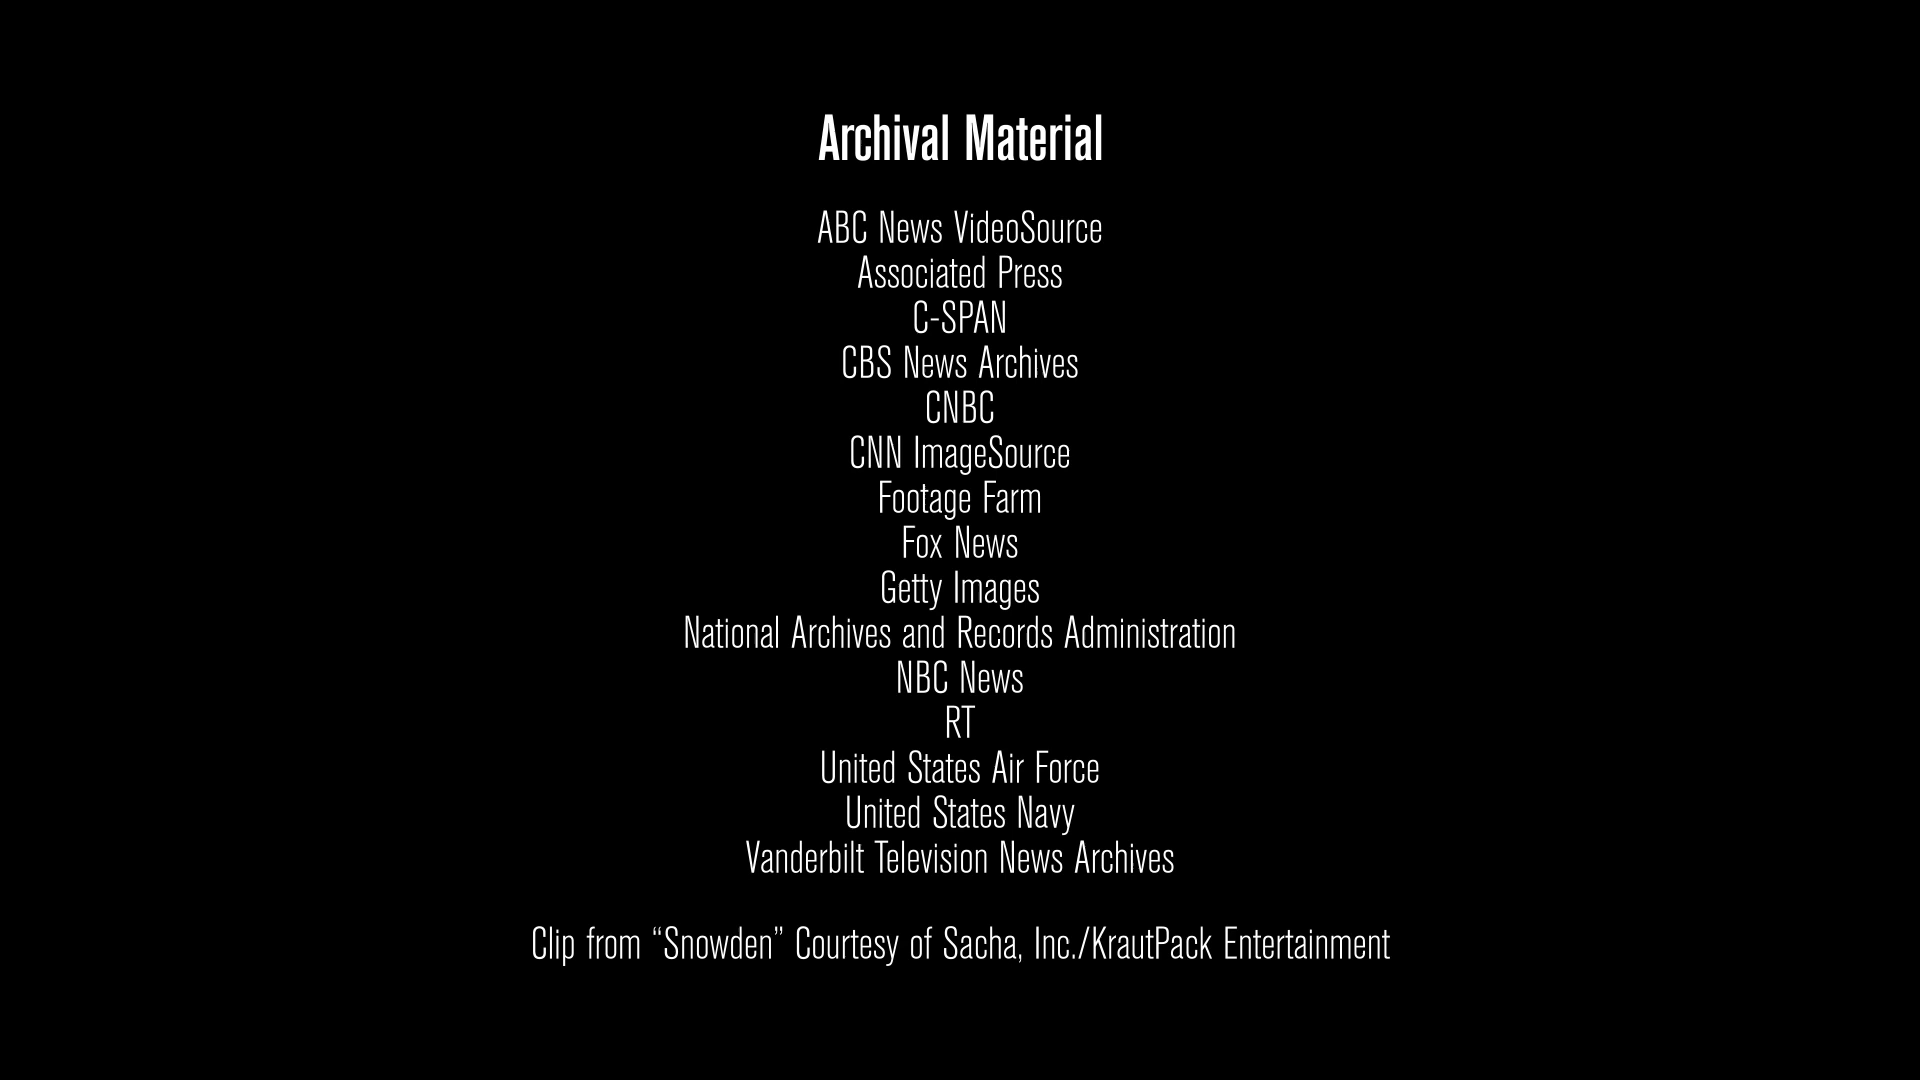 Archival Material
ABC News VideoSource
Associated Press
C-SPAN
CBS News Archives
CNBC
CNN ImageSource
Footage Farm
Fox News
Getty Images
National Archives and Records Administration
NBC News
RT
United States Air Force
United States Navy
Vanderbilt Television News Archives
Clip from “Snowden” Courtesy of Sacha, Inc./KrautPack Entertainment